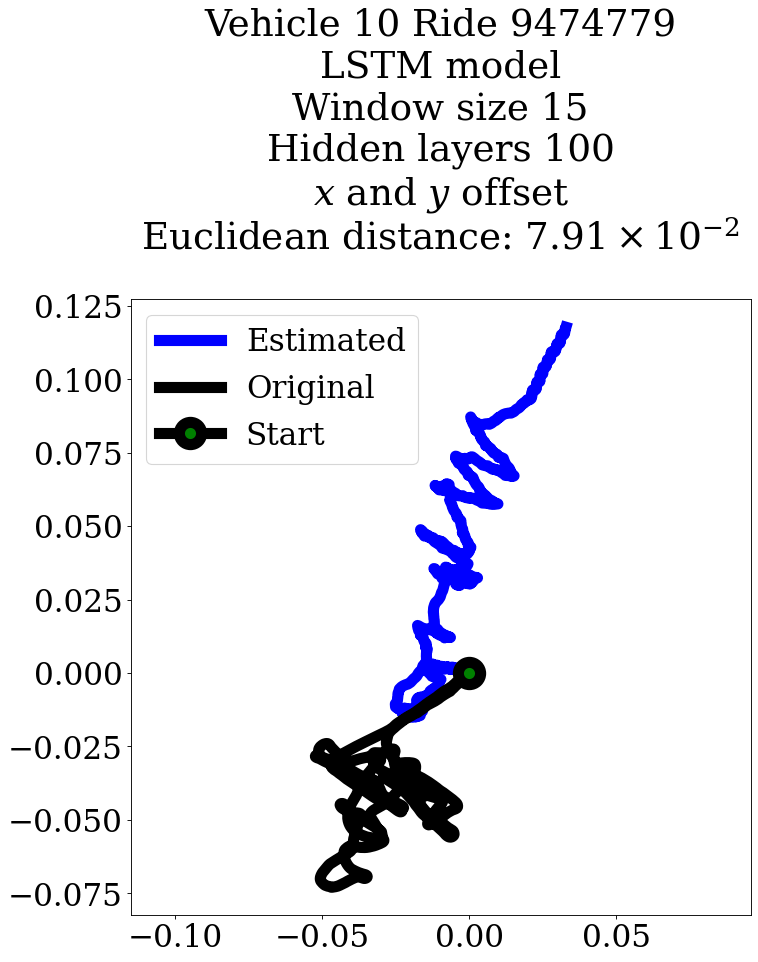 Vehicle 10 Ride 9474779
LSTM model
Window size 15
Hidden layers 100
x and y offset
Euclidean distance: 7.91 × 10⁻²
0.125
0.100
0.075
0.050
0.025
0.000
−0.025
−0.050
−0.075
Estimated
Original
Start
−0.10
−0.05
0.00
0.05